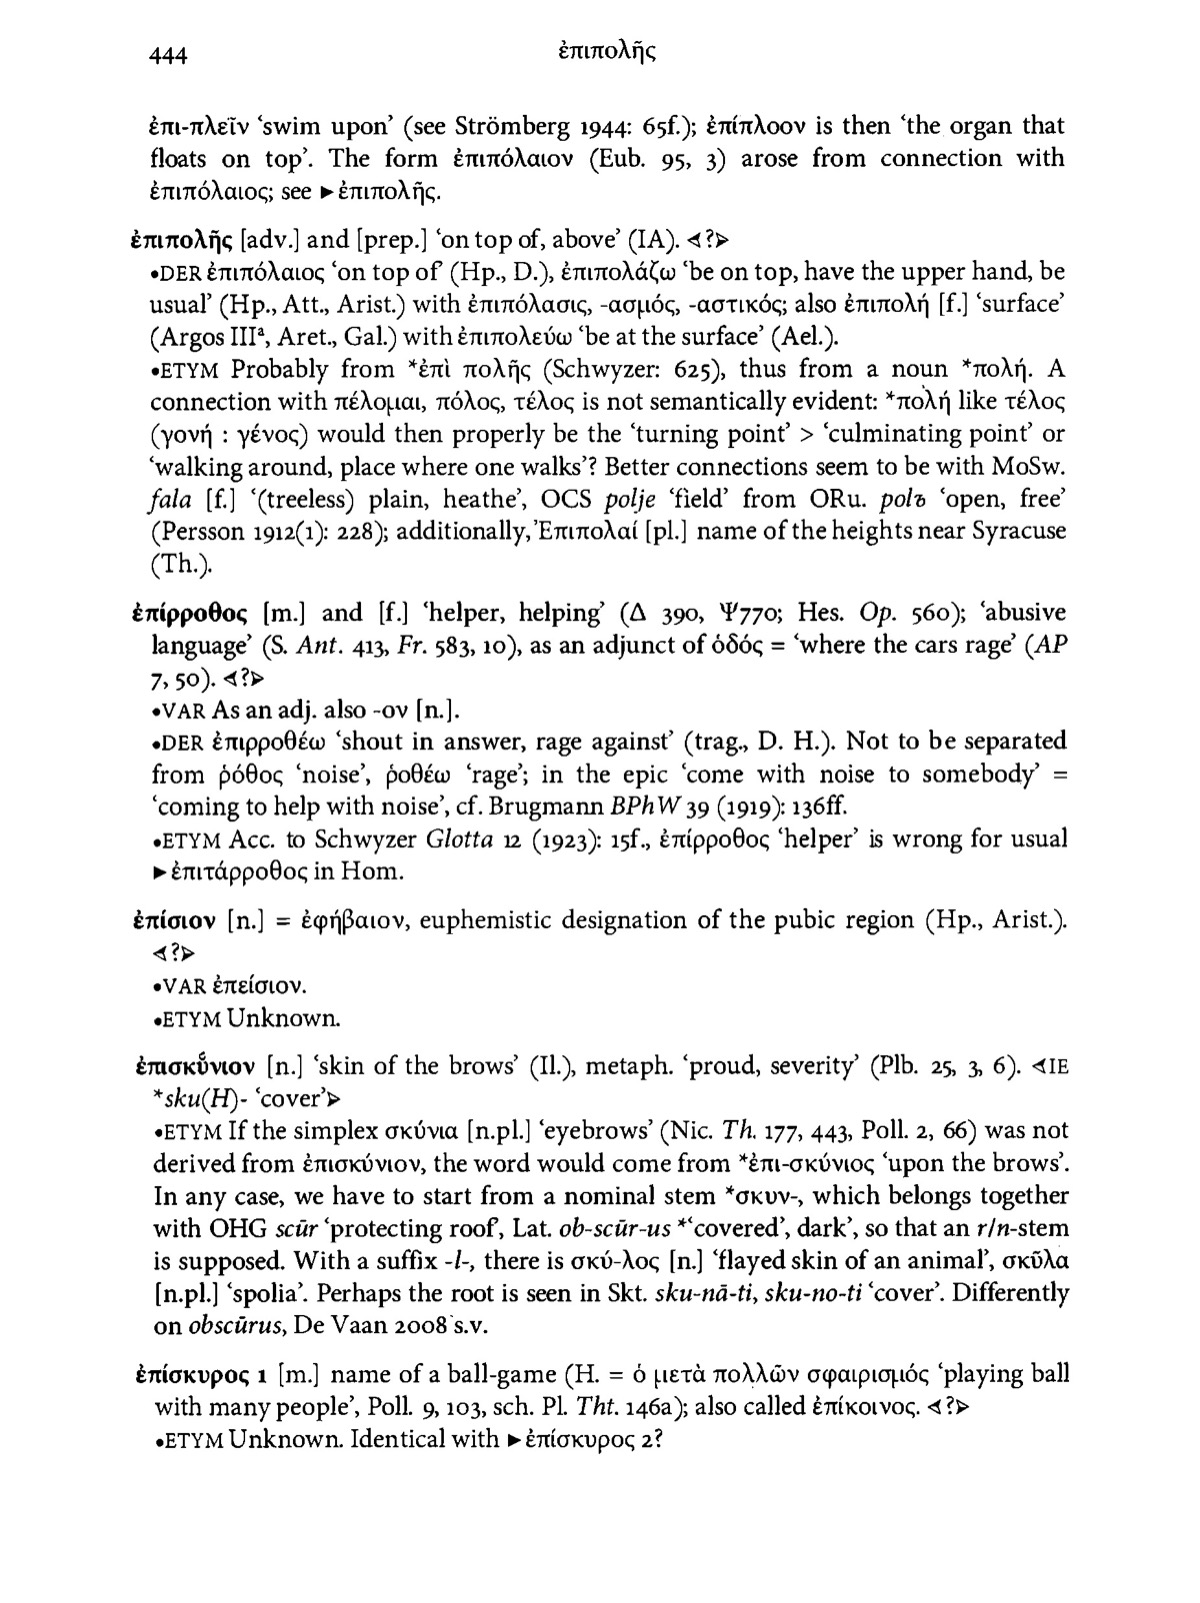 444 ἐπιπολῆς
ἐπι-πλεῖν ‘swim upon’ (see Strömberg 1944: 65f.); ἐπίπλοον is then ‘the organ that
floats on top’. The form ἐπιπόλαιον (Eub. 95, 3) arose from connection with
ἐπιπόλαιος; see ►ἐπιπολῆς.
ἐπιπολῆς [adv.] and [prep.] ‘on top of, above’ (IA). ⋖?⋗
•DER ἐπιπόλαιος ‘on top of’ (Hp., D.), ἐπιπολάζω ‘be on top, have the upper hand, be
usual’ (Hp., Att., Arist.) with ἐπιπόλασις, -ασμός, -αστικός; also ἐπιπολή [f.] ‘surface’
(Argos IIIᵃ, Aret., Gal.) with ἐπιπολεύω ‘be at the surface’ (Ael.).
•ETYM Probably from *ἐπὶ πολῆς (Schwyzer: 625), thus from a noun *πολή. A
connection with πέλομαι, πόλος, τέλος is not semantically evident: *πολή like τέλος
(γονή : γένος) would then properly be the ‘turning point’ > ‘culminating point’ or
‘walking around, place where one walks’? Better connections seem to be with MoSw.
fala [f.] ‘(treeless) plain, heathe’, OCS polje ‘field’ from ORu. polъ ‘open, free’
(Persson 1912(1): 228); additionally, Ἐπιπολαί [pl.] name of the heights near Syracuse
(Th.).
ἐπίρροθος [m.] and [f.] ‘helper, helping’ (Δ 390, Ψ770; Hes. Op. 560); ‘abusive
language’ (S. Ant. 413, Fr. 583, 10), as an adjunct of ὁδός = ‘where the cars rage’ (AP
7, 50). ⋖?⋗
•VAR As an adj. also -ον [n.].
•DER ἐπιρροθέω ‘shout in answer, rage against’ (trag., D. H.). Not to be separated
from ῥόθος ‘noise’, ῥοθέω ‘rage’; in the epic ‘come with noise to somebody’ =
‘coming to help with noise’, cf. Brugmann BPhW 39 (1919): 136ff.
•ETYM Acc. to Schwyzer Glotta 12 (1923): 15f., ἐπίρροθος ‘helper’ is wrong for usual
►ἐπιτάρροθος in Hom.
ἐπίσιον [n.] = ἐφήβαιον, euphemistic designation of the pubic region (Hp., Arist.).
⋖?⋗
•VAR ἐπείσιον.
•ETYM Unknown.
ἐπισκῡ́νιον [n.] ‘skin of the brows’ (Il.), metaph. ‘proud, severity’ (Plb. 25, 3, 6). ⋖IE
*sku(H)- ‘cover’⋗
•ETYM If the simplex σκύνια [n.pl.] ‘eyebrows’ (Nic. Th. 177, 443, Poll. 2, 66) was not
derived from ἐπισκύνιον, the word would come from *ἐπι-σκύνιος ‘upon the brows’.
In any case, we have to start from a nominal stem *σκυν-, which belongs together
with OHG scūr ‘protecting roof’, Lat. ob-scūr-us *‘covered’, dark’, so that an r/n-stem
is supposed. With a suffix -l-, there is σκύ-λος [n.] ‘flayed skin of an animal’, σκῦλα
[n.pl.] ‘spolia’. Perhaps the root is seen in Skt. sku-nā-ti, sku-no-ti ‘cover’. Differently
on obscūrus, De Vaan 2008 s.v.
ἐπίσκυρος 1 [m.] name of a ball-game (H. = ὁ μετὰ πολλῶν σφαιρισμός ‘playing ball
with many people’, Poll. 9, 103, sch. Pl. Tht. 146a); also called ἐπίκοινος. ⋖?⋗
•ETYM Unknown. Identical with ►ἐπίσκυρος 2?